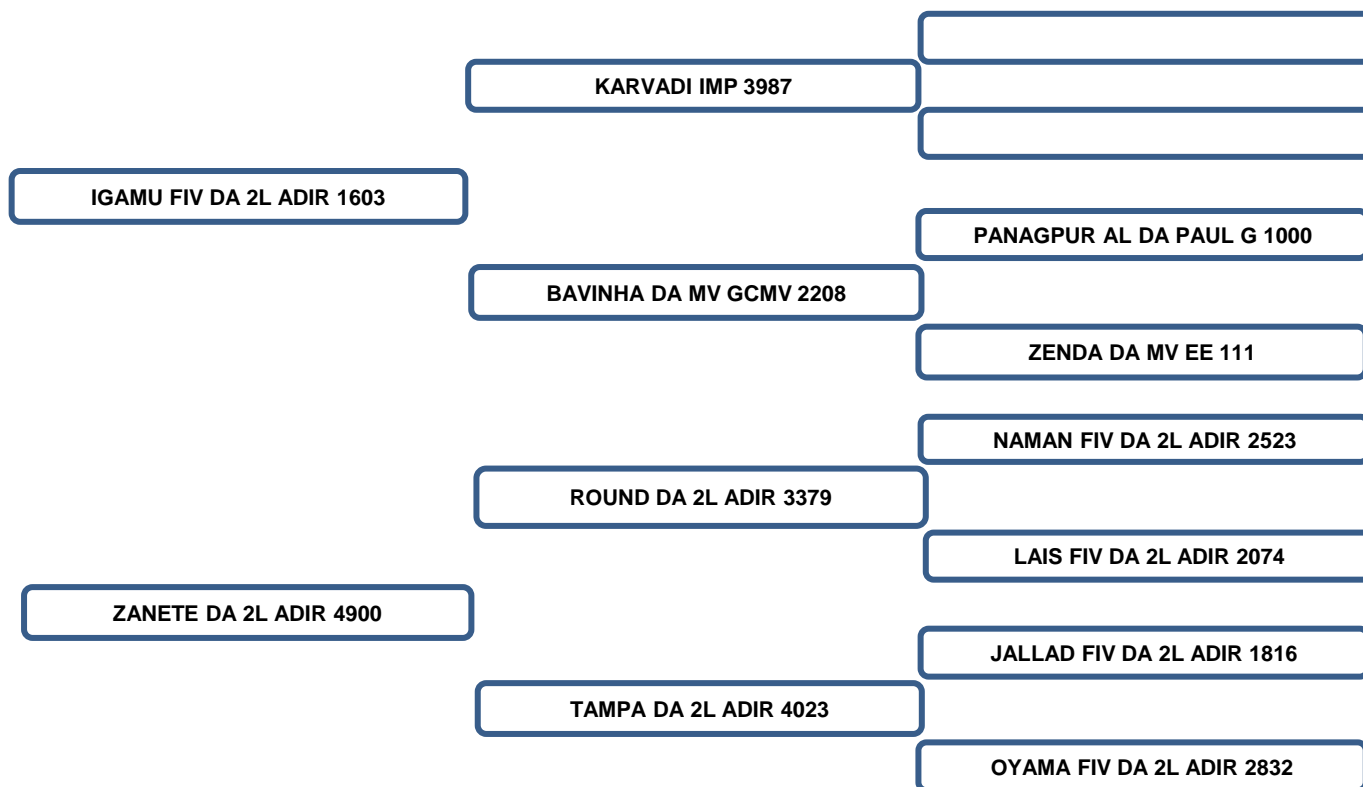 KARVADI IMP 3987
IGAMU FIV DA 2L ADIR 1603
PANAGPUR AL DA PAUL G 1000
BAVINHA DA MV GCMV 2208
ZENDA DA MV EE 111
NAMAN FIV DA 2L ADIR 2523
ROUND DA 2L ADIR 3379
LAIS FIV DA 2L ADIR 2074
ZANETE DA 2L ADIR 4900
JALLAD FIV DA 2L ADIR 1816
TAMPA DA 2L ADIR 4023
OYAMA FIV DA 2L ADIR 2832